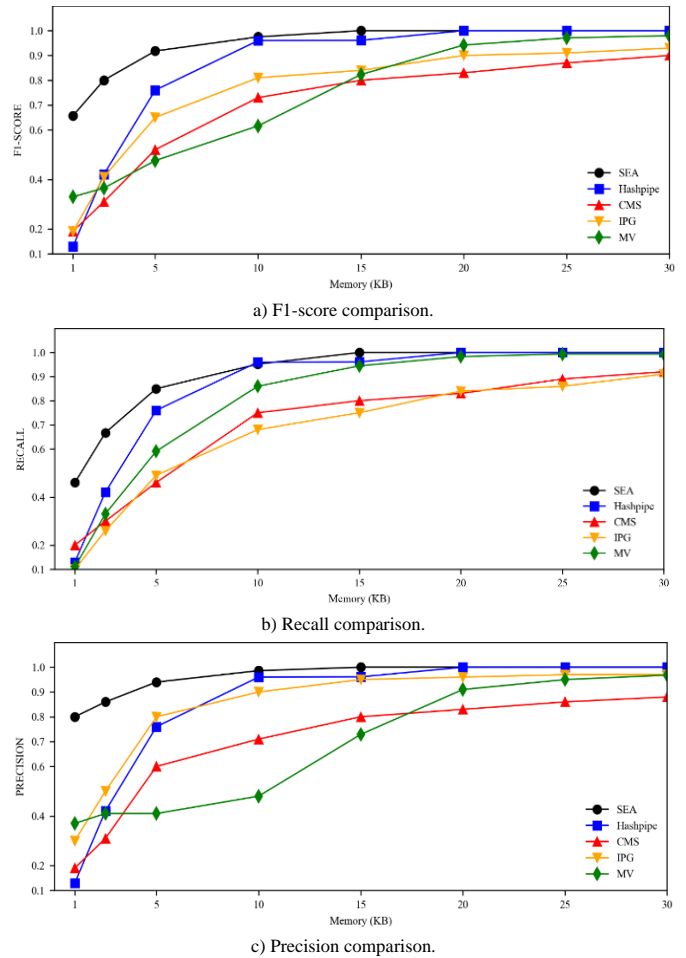 1.0
0.9
0.8
0.7
0.6
0.4
0.2
0.1
F1-SCORE
SEA
Hashpipe
CMS
IPG
MV
1 5 10 15 20 25 30
Memory (KB)
a) F1-score comparison.
1.0
0.9
0.8
0.7
0.6
0.4
0.2
0.1
RECALL
SEA
Hashpipe
CMS
IPG
MV
1 5 10 15 20 25 30
Memory (KB)
b) Recall comparison.
1.0
0.9
0.8
0.7
0.6
0.4
0.2
0.1
PRECISION
SEA
Hashpipe
CMS
IPG
MV
1 5 10 15 20 25 30
Memory (KB)
c) Precision comparison.